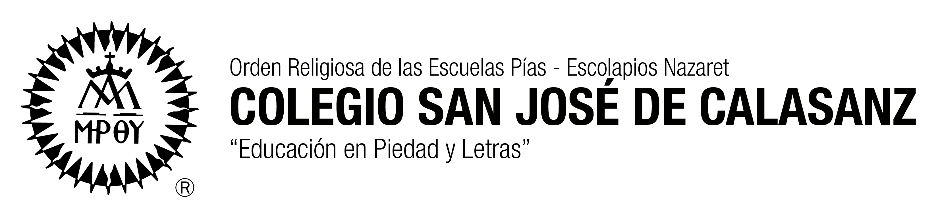 Orden Religiosa de las Escuelas Pías - Escolapios Nazaret
COLEGIO SAN JOSÉ DE CALASANZ
“Educación en Piedad y Letras”
ΜΡΘΥ
®